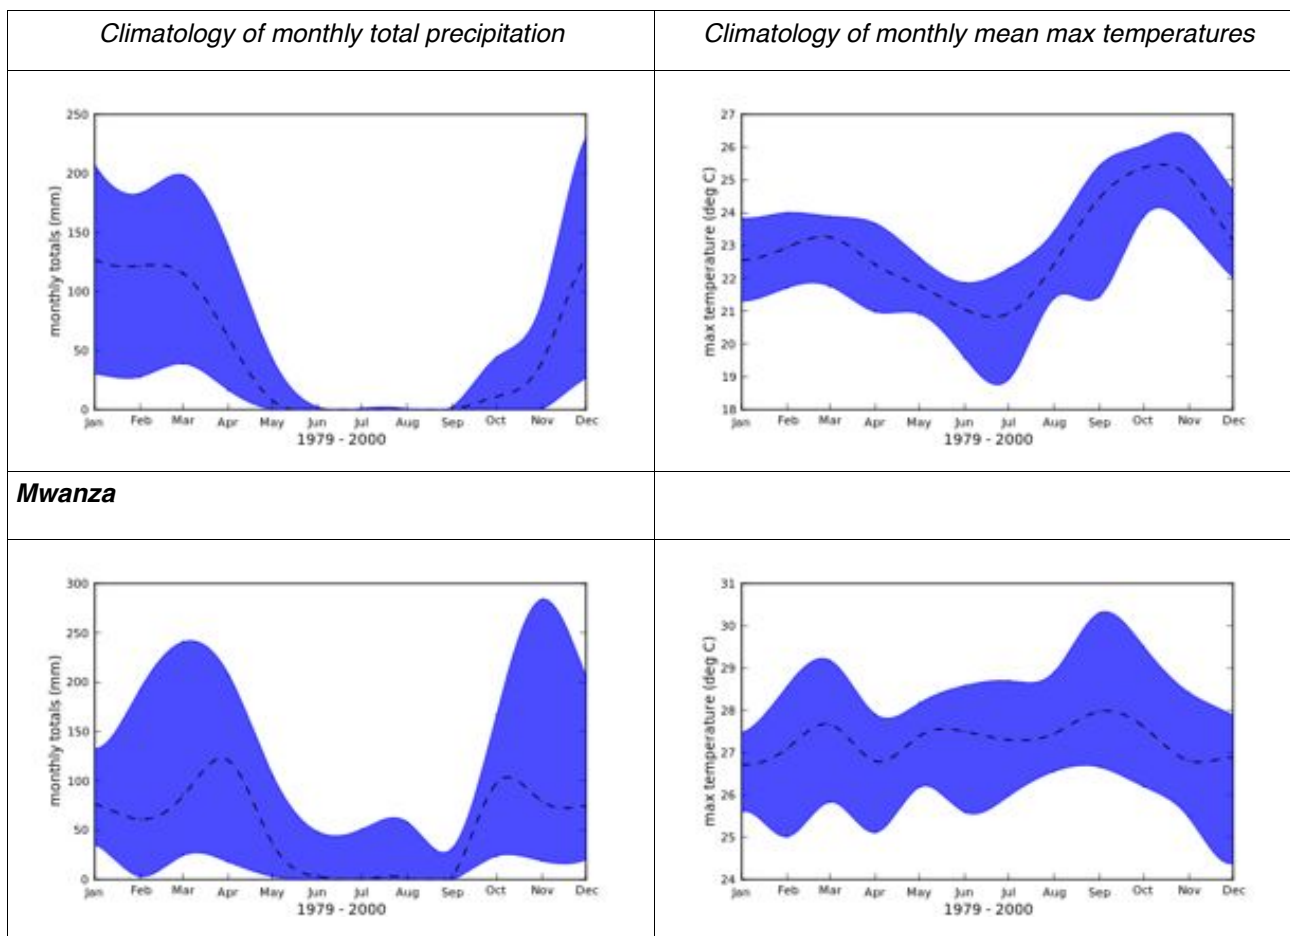 Climatology of monthly total precipitation
Climatology of monthly mean max temperatures
250
200
150
100
50
0
monthly totals (mm)
Jan Feb Mar Apr May Jun Jul Aug Sep Oct Nov Dec
1979 - 2000
27
26
25
24
23
22
21
20
19
18
max temperature (deg C)
Jan Feb Mar Apr May Jun Jul Aug Sep Oct Nov Dec
1979 - 2000
Mwanza
300
250
200
150
100
50
0
monthly totals (mm)
Jan Feb Mar Apr May Jun Jul Aug Sep Oct Nov Dec
1979 - 2000
31
30
29
28
27
26
25
24
max temperature (deg C)
Jan Feb Mar Apr May Jun Jul Aug Sep Oct Nov Dec
1979 - 2000